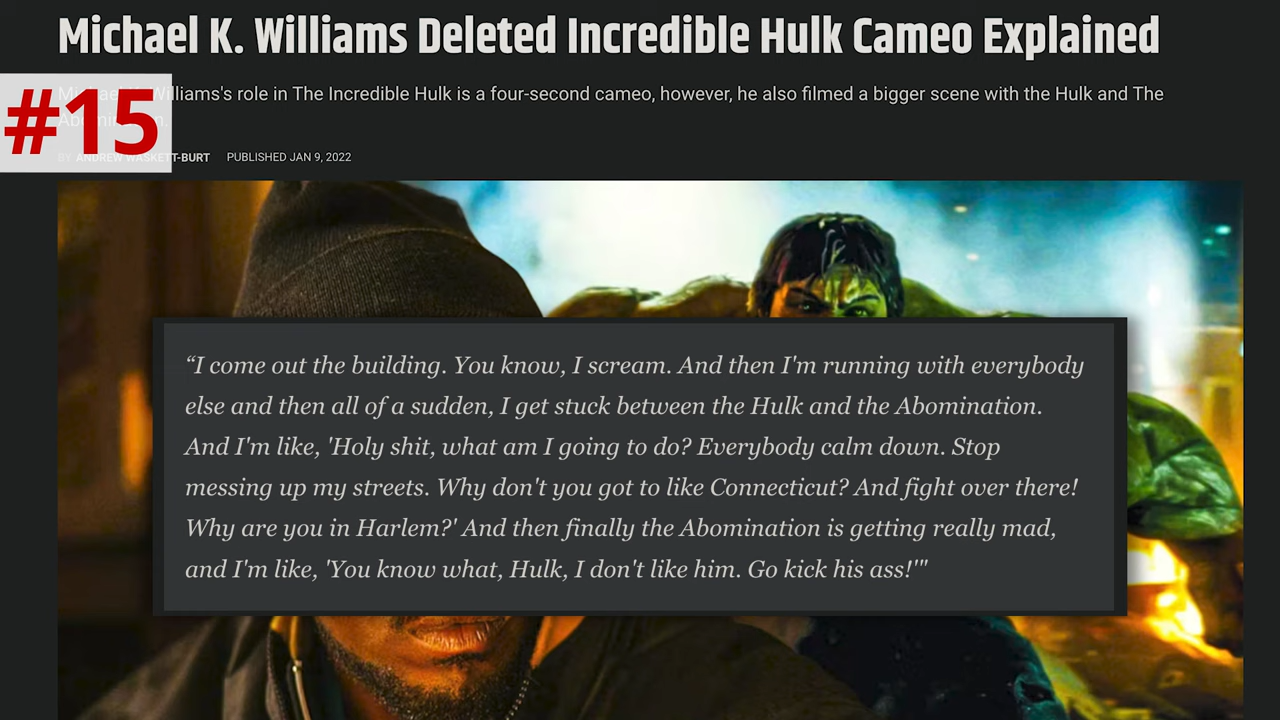 Michael K. Williams Deleted Incredible Hulk Cameo Explained
#15
Michael K. Williams's role in The Incredible Hulk is a four-second cameo, however, he also filmed a bigger scene with the Hulk and The
Abomination.
BY ANDREW WASKETT-BURT PUBLISHED JAN 9, 2022
“I come out the building. You know, I scream. And then I'm running with everybody
else and then all of a sudden, I get stuck between the Hulk and the Abomination.
And I'm like, 'Holy shit, what am I going to do? Everybody calm down. Stop
messing up my streets. Why don't you got to like Connecticut? And fight over there!
Why are you in Harlem?' And then finally the Abomination is getting really mad,
and I'm like, 'You know what, Hulk, I don't like him. Go kick his ass!'"